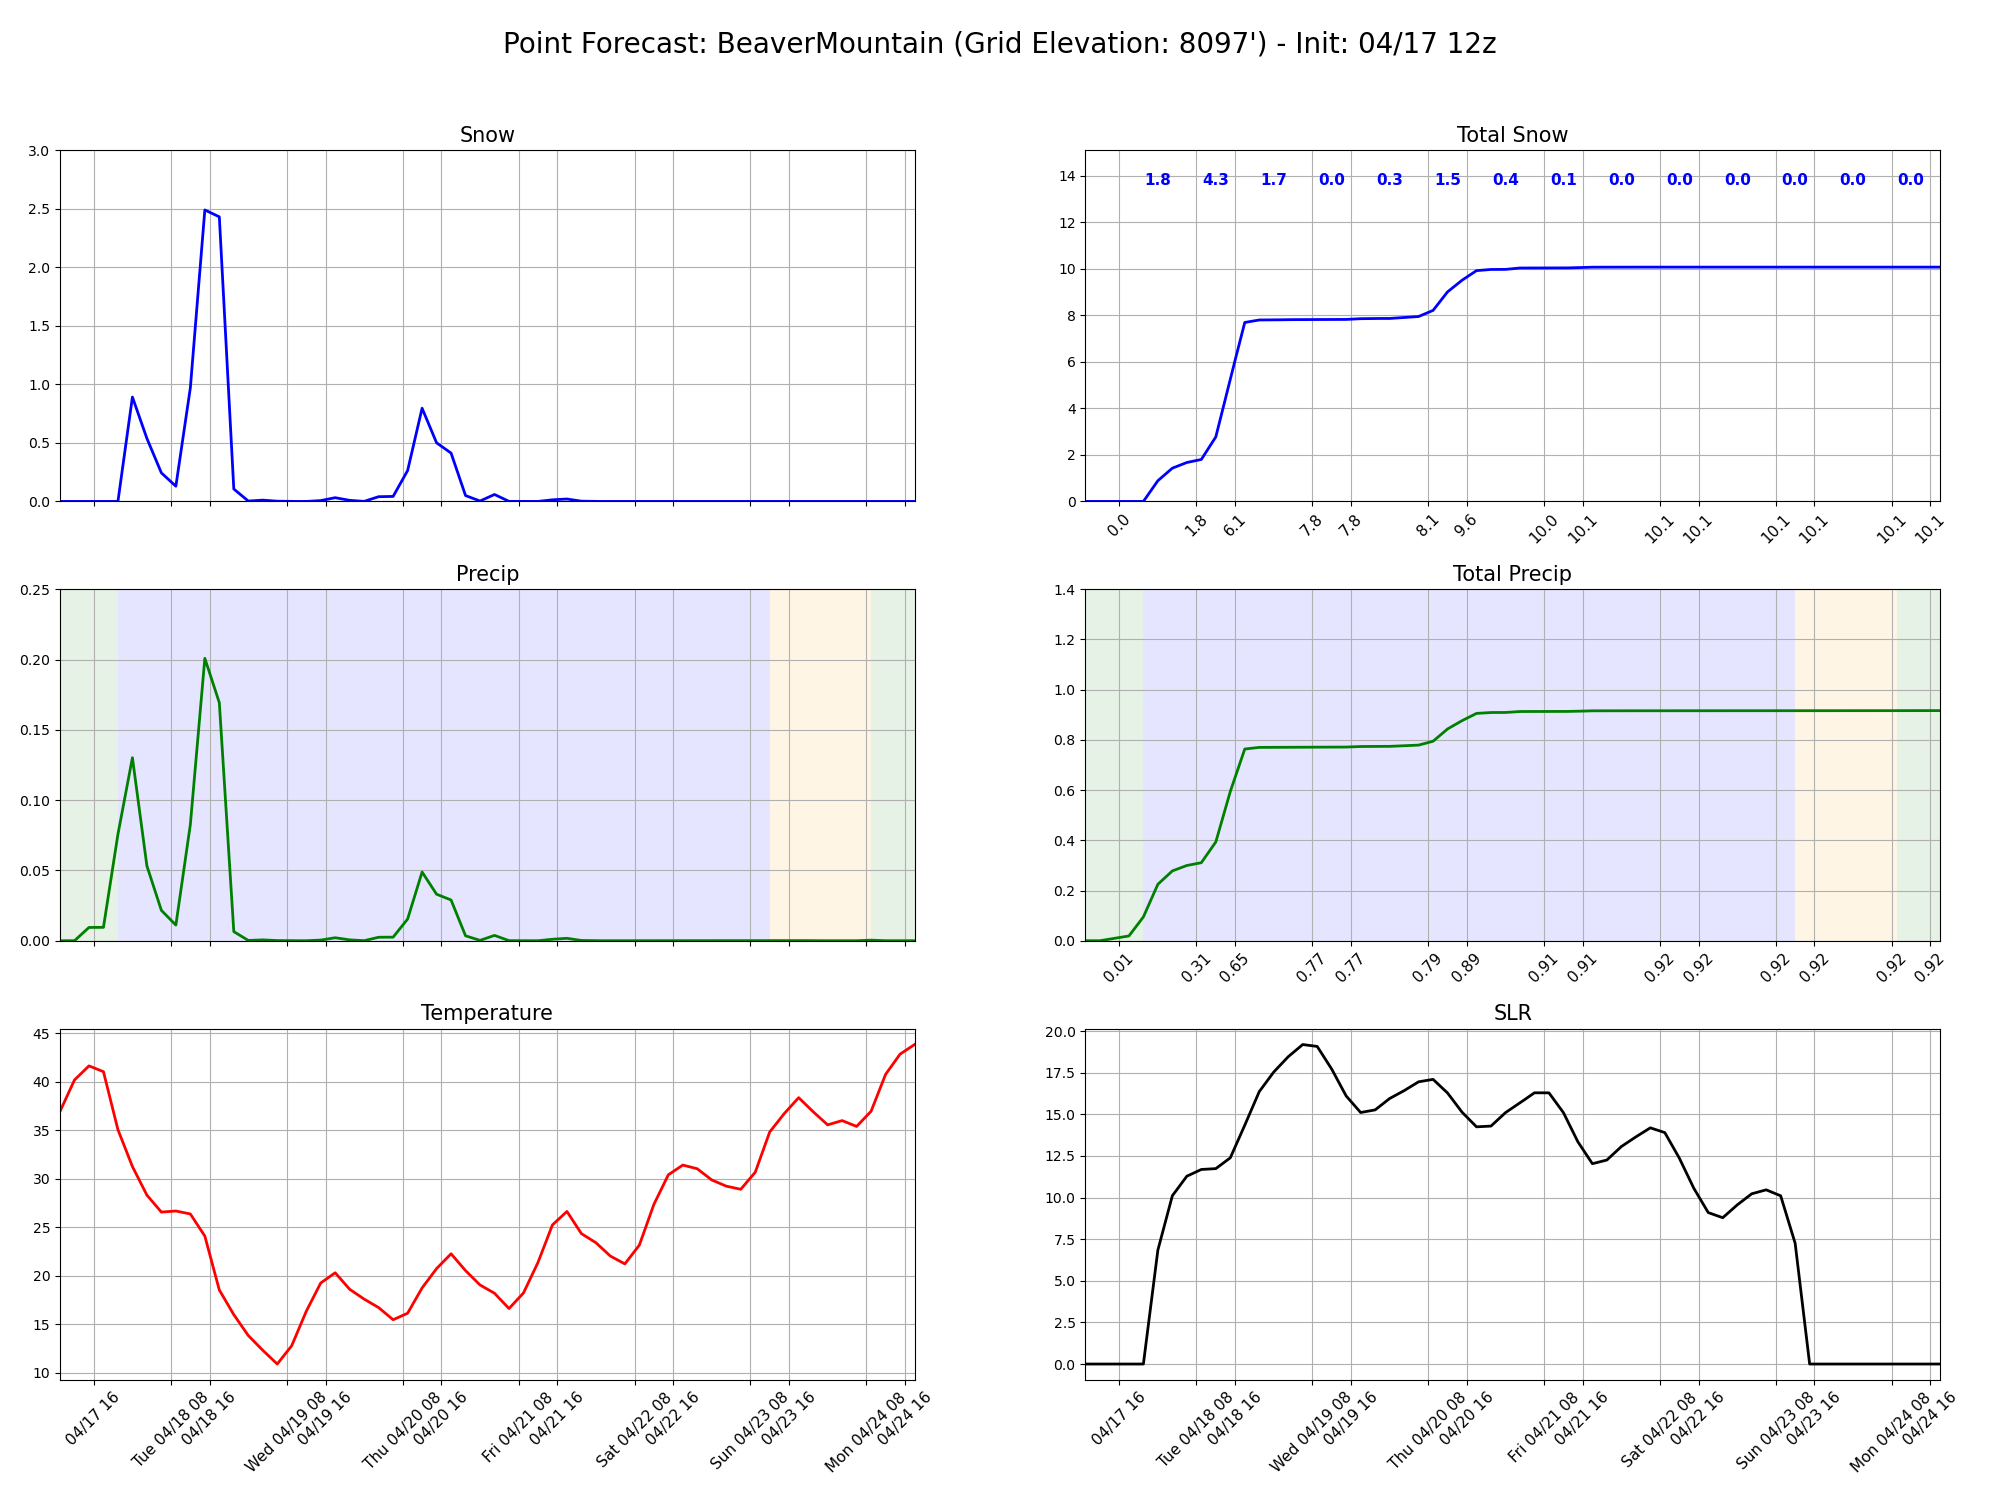 Point Forecast: BeaverMountain (Grid Elevation: 8097') - Init: 04/17 12z
Snow
3.0
2.5
2.0
1.5
1.0
0.5
0.0
Total Snow
14
12
10
8
6
4
2
0
1.8 4.3 1.7 0.0 0.3 1.5 0.4 0.1 0.0 0.0 0.0 0.0 0.0 0.0
0.0 1.8 6.1 7.8 7.8 8.1 9.6 10.0 10.1 10.1 10.1 10.1 10.1 10.1 10.1
Precip
0.25
0.20
0.15
0.10
0.05
0.00
Total Precip
1.4
1.2
1.0
0.8
0.6
0.4
0.2
0.0
0.01 0.31 0.65 0.77 0.77 0.79 0.89 0.91 0.91 0.92 0.92 0.92 0.92 0.92 0.92
Temperature
45
40
35
30
25
20
15
10
04/17 16
Tue 04/18 08
04/18 16
Wed 04/19 08
04/19 16
Thu 04/20 08
04/20 16
Fri 04/21 08
04/21 16
Sat 04/22 08
04/22 16
Sun 04/23 08
04/23 16
Mon 04/24 08
04/24 16
SLR
20.0
17.5
15.0
12.5
10.0
7.5
5.0
2.5
0.0
04/17 16
Tue 04/18 08
04/18 16
Wed 04/19 08
04/19 16
Thu 04/20 08
04/20 16
Fri 04/21 08
04/21 16
Sat 04/22 08
04/22 16
Sun 04/23 08
04/23 16
Mon 04/24 08
04/24 16